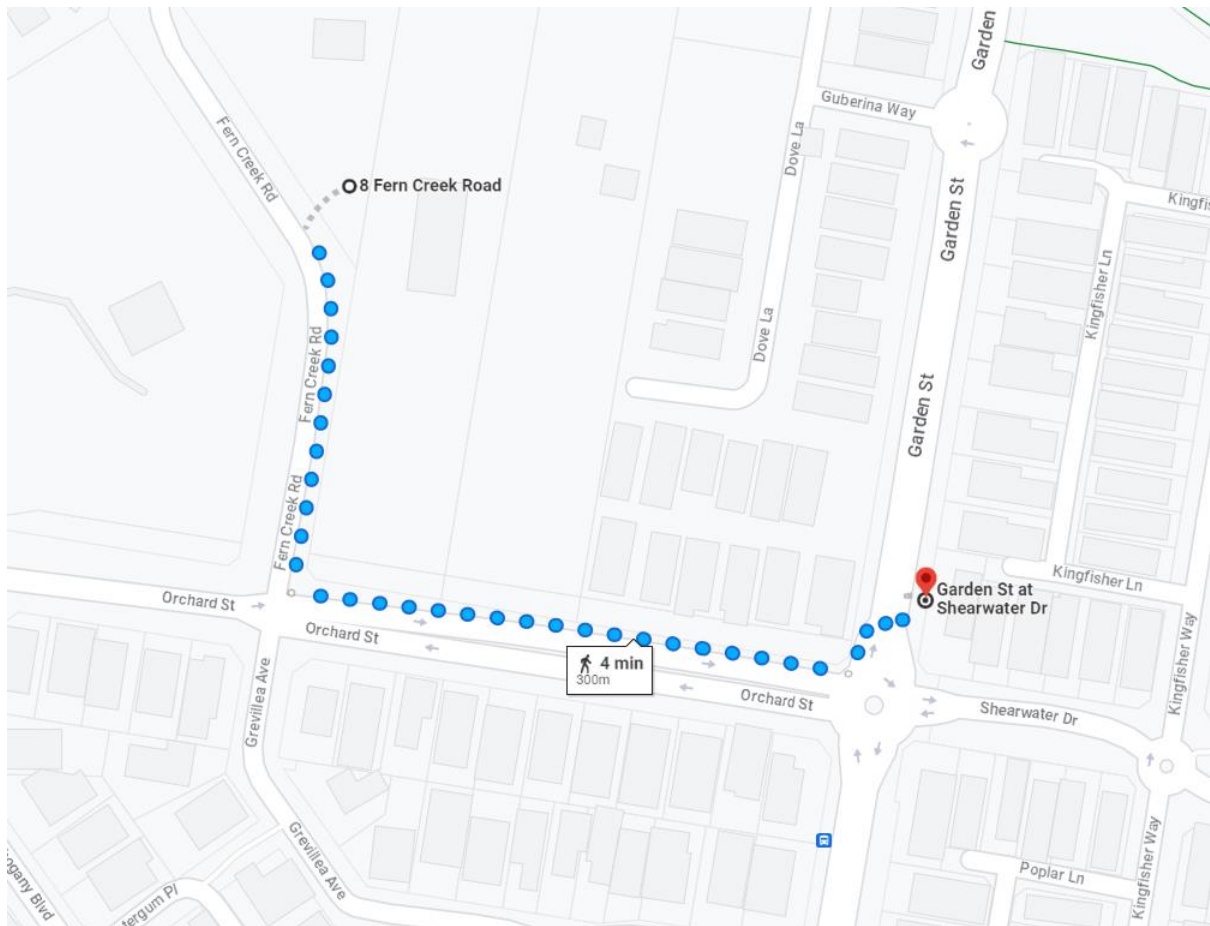 Garden
Guberina Way
Fern Creek Rd
8 Fern Creek Road
Dove La
Garden St
Kingfisher Ln
Fern Creek Rd
Dove La
Garden St
Fern Creek Rd
Kingfisher Ln
Garden St at
Shearwater Dr
Orchard St
Orchard St
4 min
300m
Orchard St
Shearwater Dr
Kingfisher Way
Grevillea Ave
Grevillea Ave
Poplar Ln
Kingfisher Way